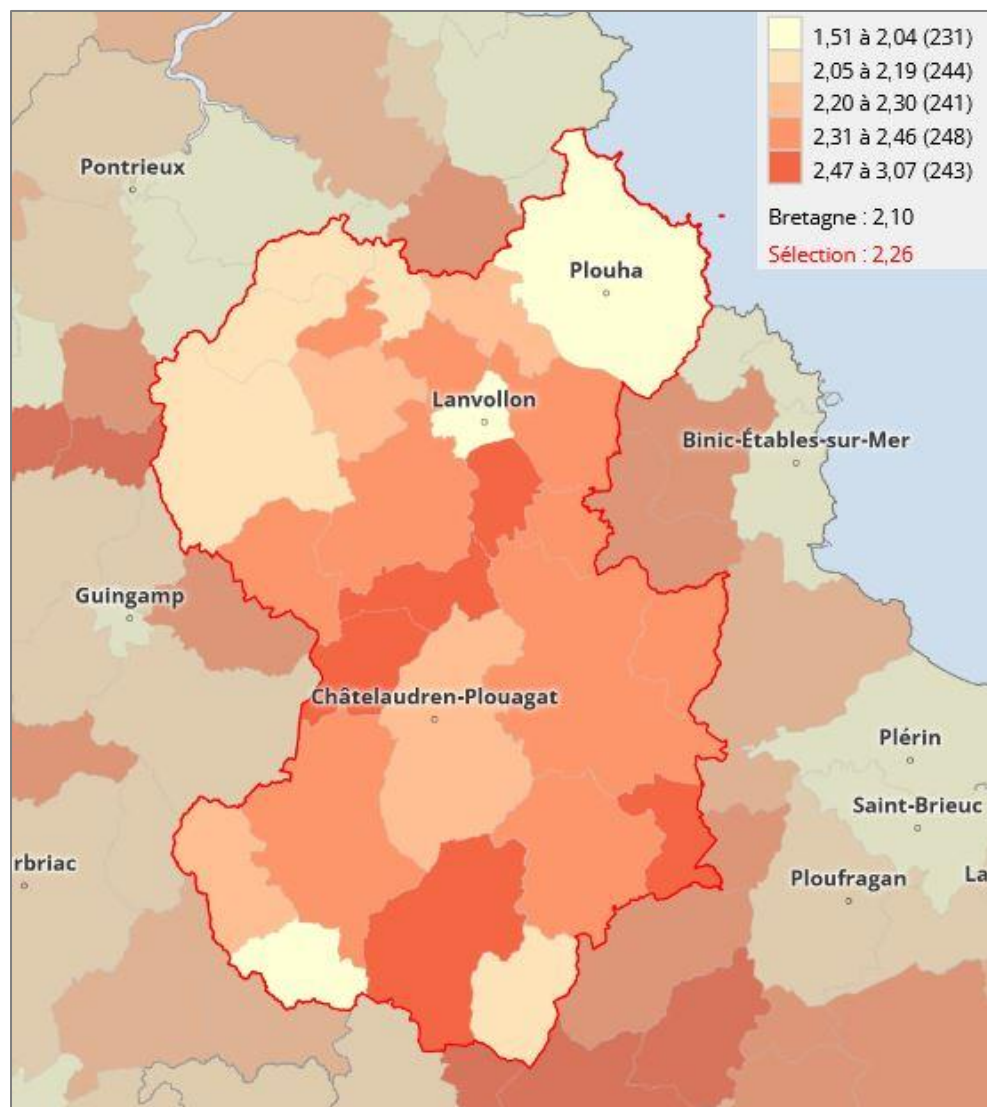 1,51 à 2,04 (231)
2,05 à 2,19 (244)
2,20 à 2,30 (241)
2,31 à 2,46 (248)
2,47 à 3,07 (243)
Bretagne : 2,10
Sélection : 2,26
Pontrieux
Plouha
Lanvollon
Binic-Étables-sur-Mer
Guingamp
Châtelaudren-Plouagat
Plérin
Saint-Brieuc
rbriac
Ploufragan
La